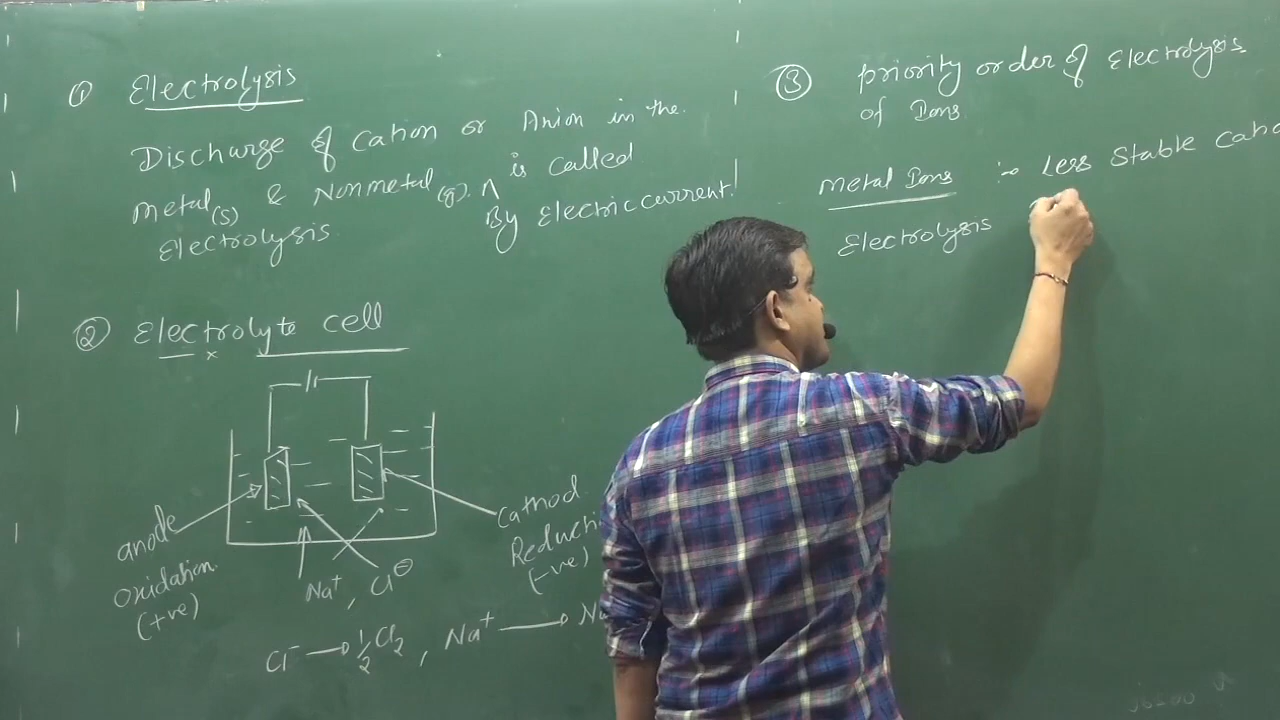 ① Electrolysis
Discharge of Cation or Anion in the
metal(s) & Nonmetal(g). ∧ is called
By Electric current.
Electrolysis
② Electrolyte cell
x
anode
oxidation.
(+ve)
cathod
Reducti
(-ve)
Na⁺, Cl⊖
Cl⁻ → ½Cl₂, Na⁺ → Na
③ Priority order of Electrolysis
of Ions
metal Ions :→ Less Stable catio
Electrolysis